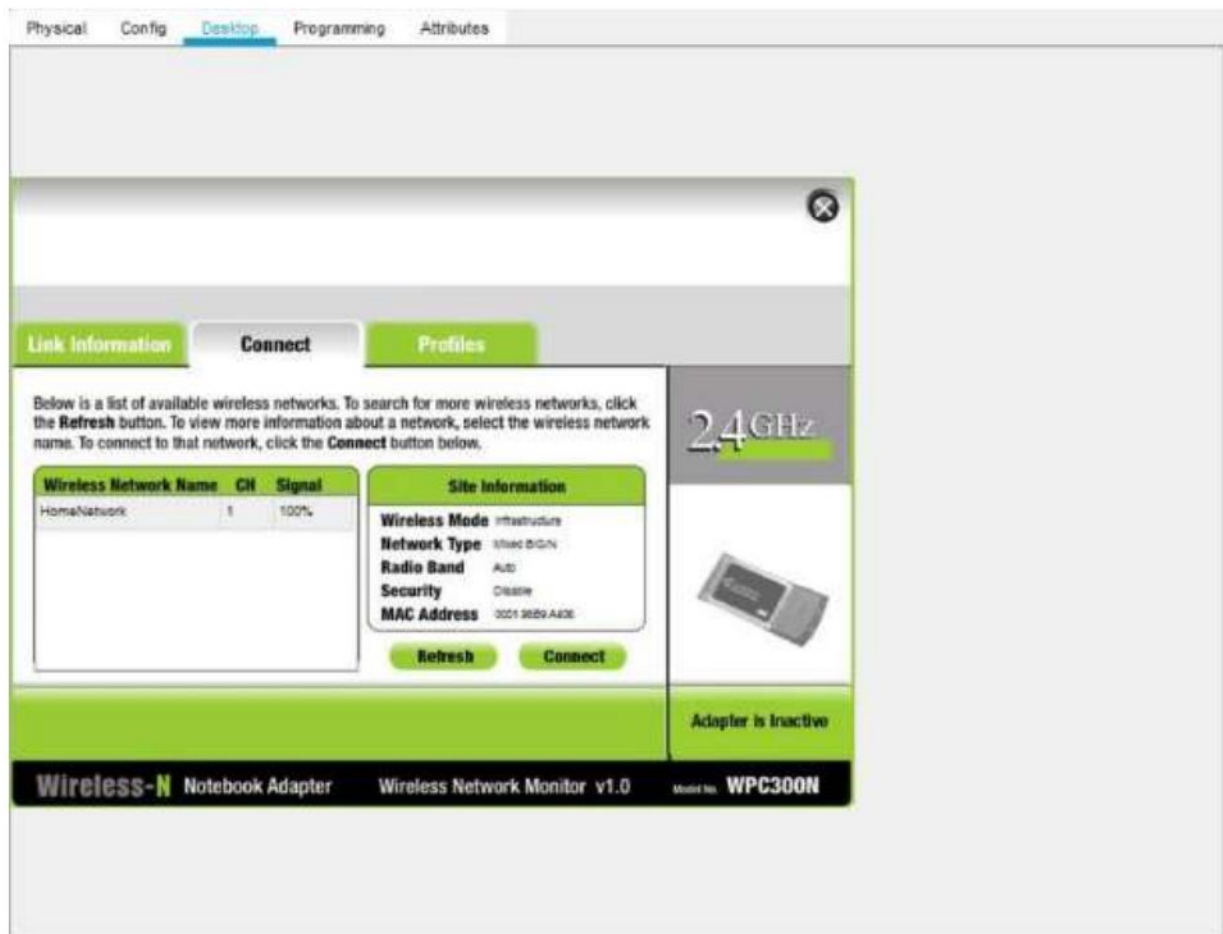 Physical Config Desktop Programming Attributes
Link Information Connect Profiles
Below is a list of available wireless networks. To search for more wireless networks, click
the Refresh button. To view more information about a network, select the wireless network
name. To connect to that network, click the Connect button below.
2.4GHz
Wireless Network Name CH Signal
HomeNetwork 1 100%
Site Information
Wireless Mode Infrastructure
Network Type Mixed B/G/N
Radio Band Auto
Security Disable
MAC Address
Refresh Connect
Adapter is Inactive
Wireless-N Notebook Adapter Wireless Network Monitor v1.0 Model No. WPC300N